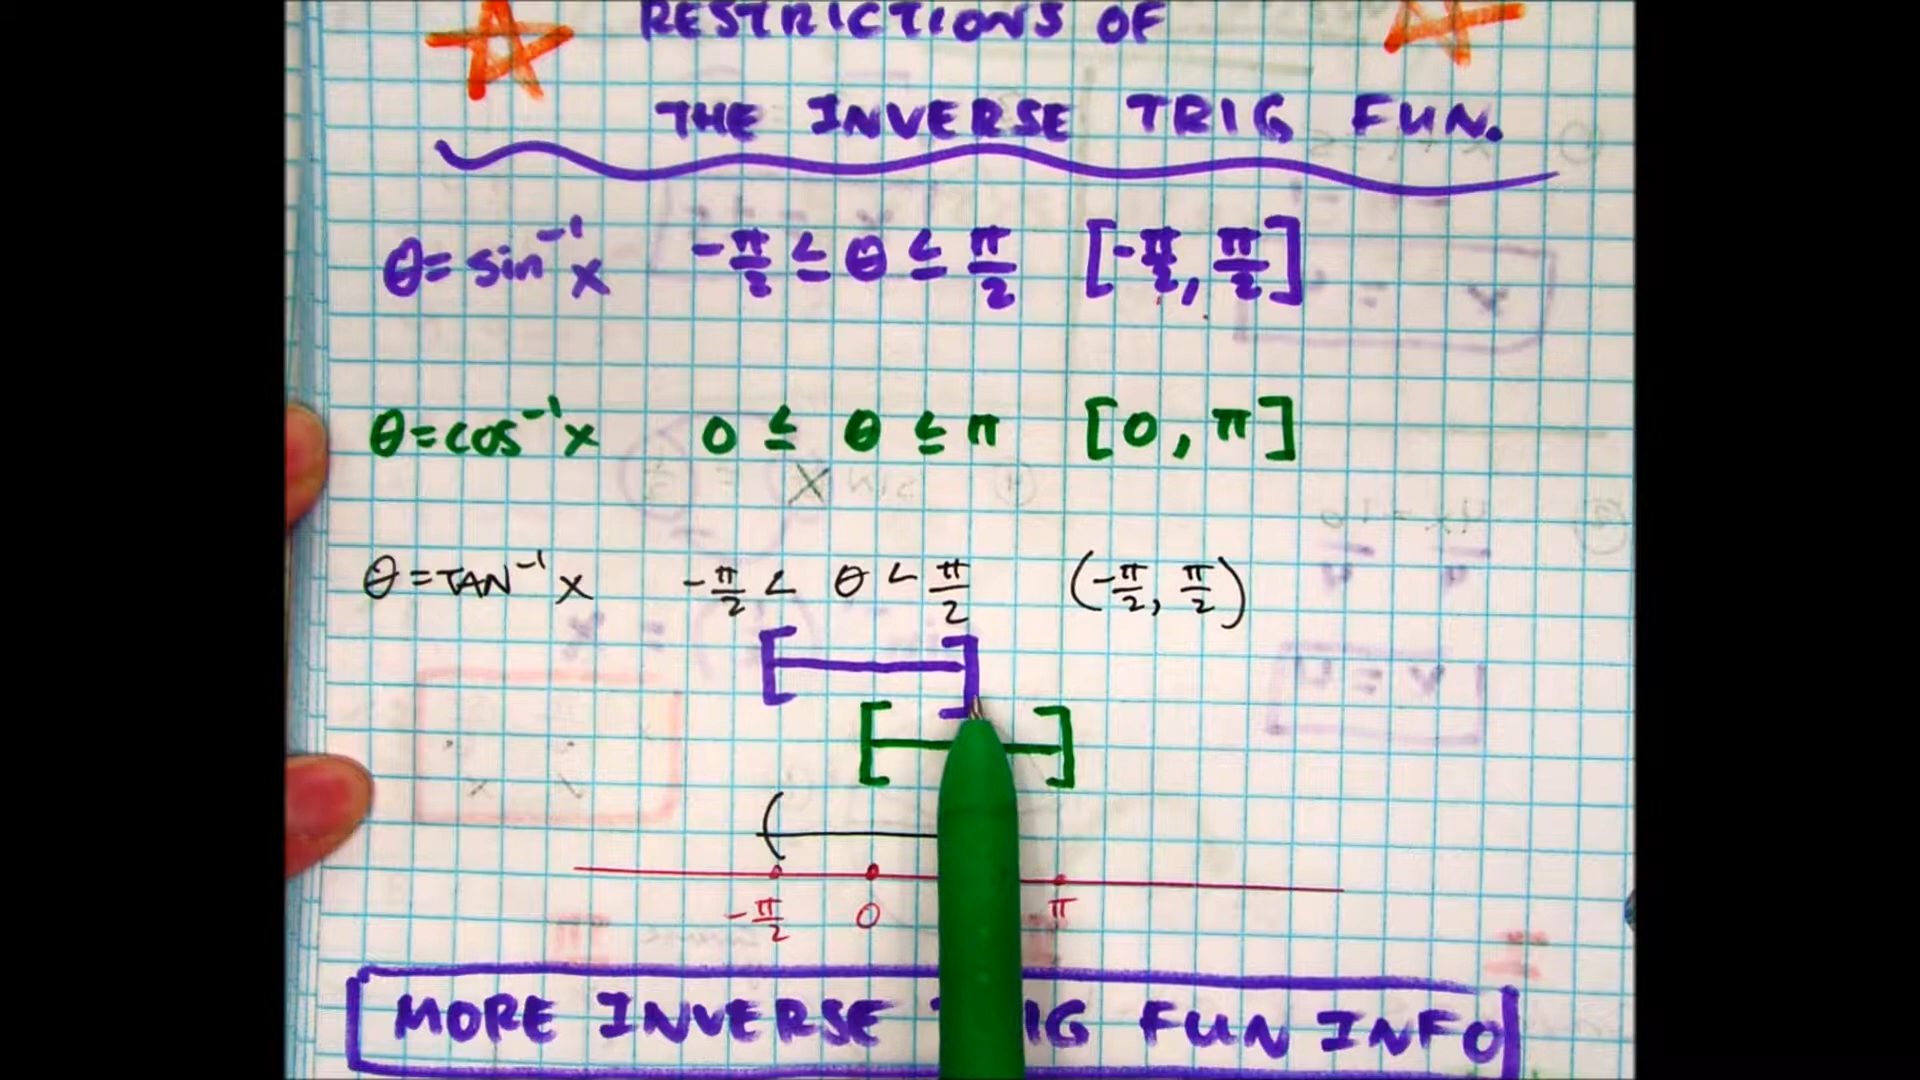 RESTRICTIONS OF
THE INVERSE TRIG FUN.
θ=sin⁻¹x -π/2 ≤ θ ≤ π/2 [-π/2, π/2]
θ=cos⁻¹x 0 ≤ θ ≤ π [0, π]
θ=TAN⁻¹x -π/2 < θ < π/2 (-π/2, π/2)
-π/2 0 π
MORE INVERSE IG FUN INFO